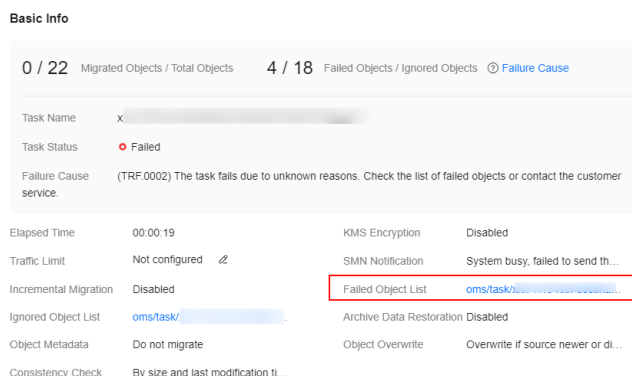 Basic Info
0 / 22 Migrated Objects / Total Objects 4 / 18 Failed Objects / Ignored Objects Failure Cause
Task Name x
Task Status Failed
Failure Cause (TRF.0002) The task fails due to unknown reasons. Check the list of failed objects or contact the customer
service.
Elapsed Time 00:00:19 KMS Encryption Disabled
Traffic Limit Not configured SMN Notification System busy, failed to send th...
Incremental Migration Disabled Failed Object List oms/task/
Ignored Object List oms/task/ Archive Data Restoration Disabled
Object Metadata Do not migrate Object Overwrite Overwrite if source newer or di...
Consistency Check By size and last modification ti...